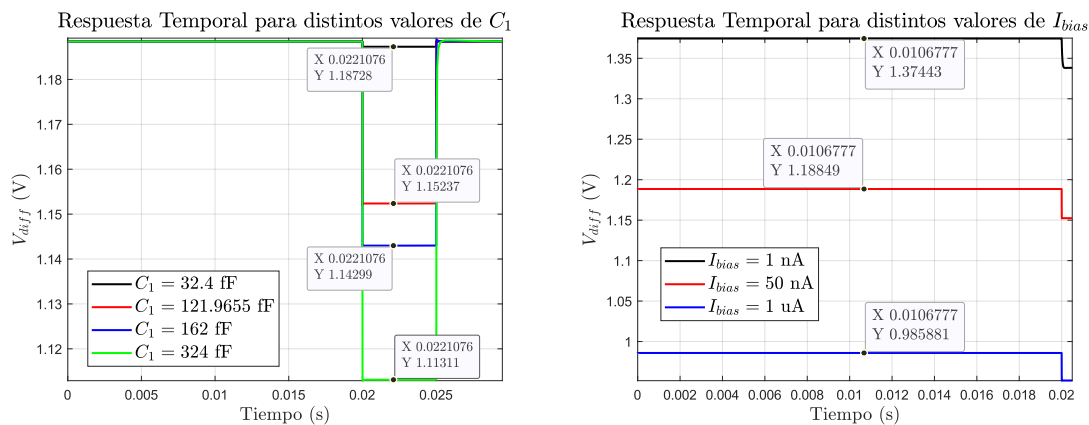 Respuesta Temporal para distintos valores de C₁
V_diff (V)
1.18
1.17
1.16
1.15
1.14
1.13
1.12
X 0.0221076
Y 1.18728
X 0.0221076
Y 1.15237
X 0.0221076
Y 1.14299
X 0.0221076
Y 1.11311
C₁ = 32.4 fF
C₁ = 121.9655 fF
C₁ = 162 fF
C₁ = 324 fF
0 0.005 0.01 0.015 0.02 0.025
Tiempo (s)
Respuesta Temporal para distintos valores de I_bias
V_diff (V)
1.35
1.3
1.25
1.2
1.15
1.1
1.05
1
X 0.0106777
Y 1.37443
X 0.0106777
Y 1.18849
X 0.0106777
Y 0.985881
I_bias = 1 nA
I_bias = 50 nA
I_bias = 1 uA
0 0.002 0.004 0.006 0.008 0.01 0.012 0.014 0.016 0.018 0.02
Tiempo (s)